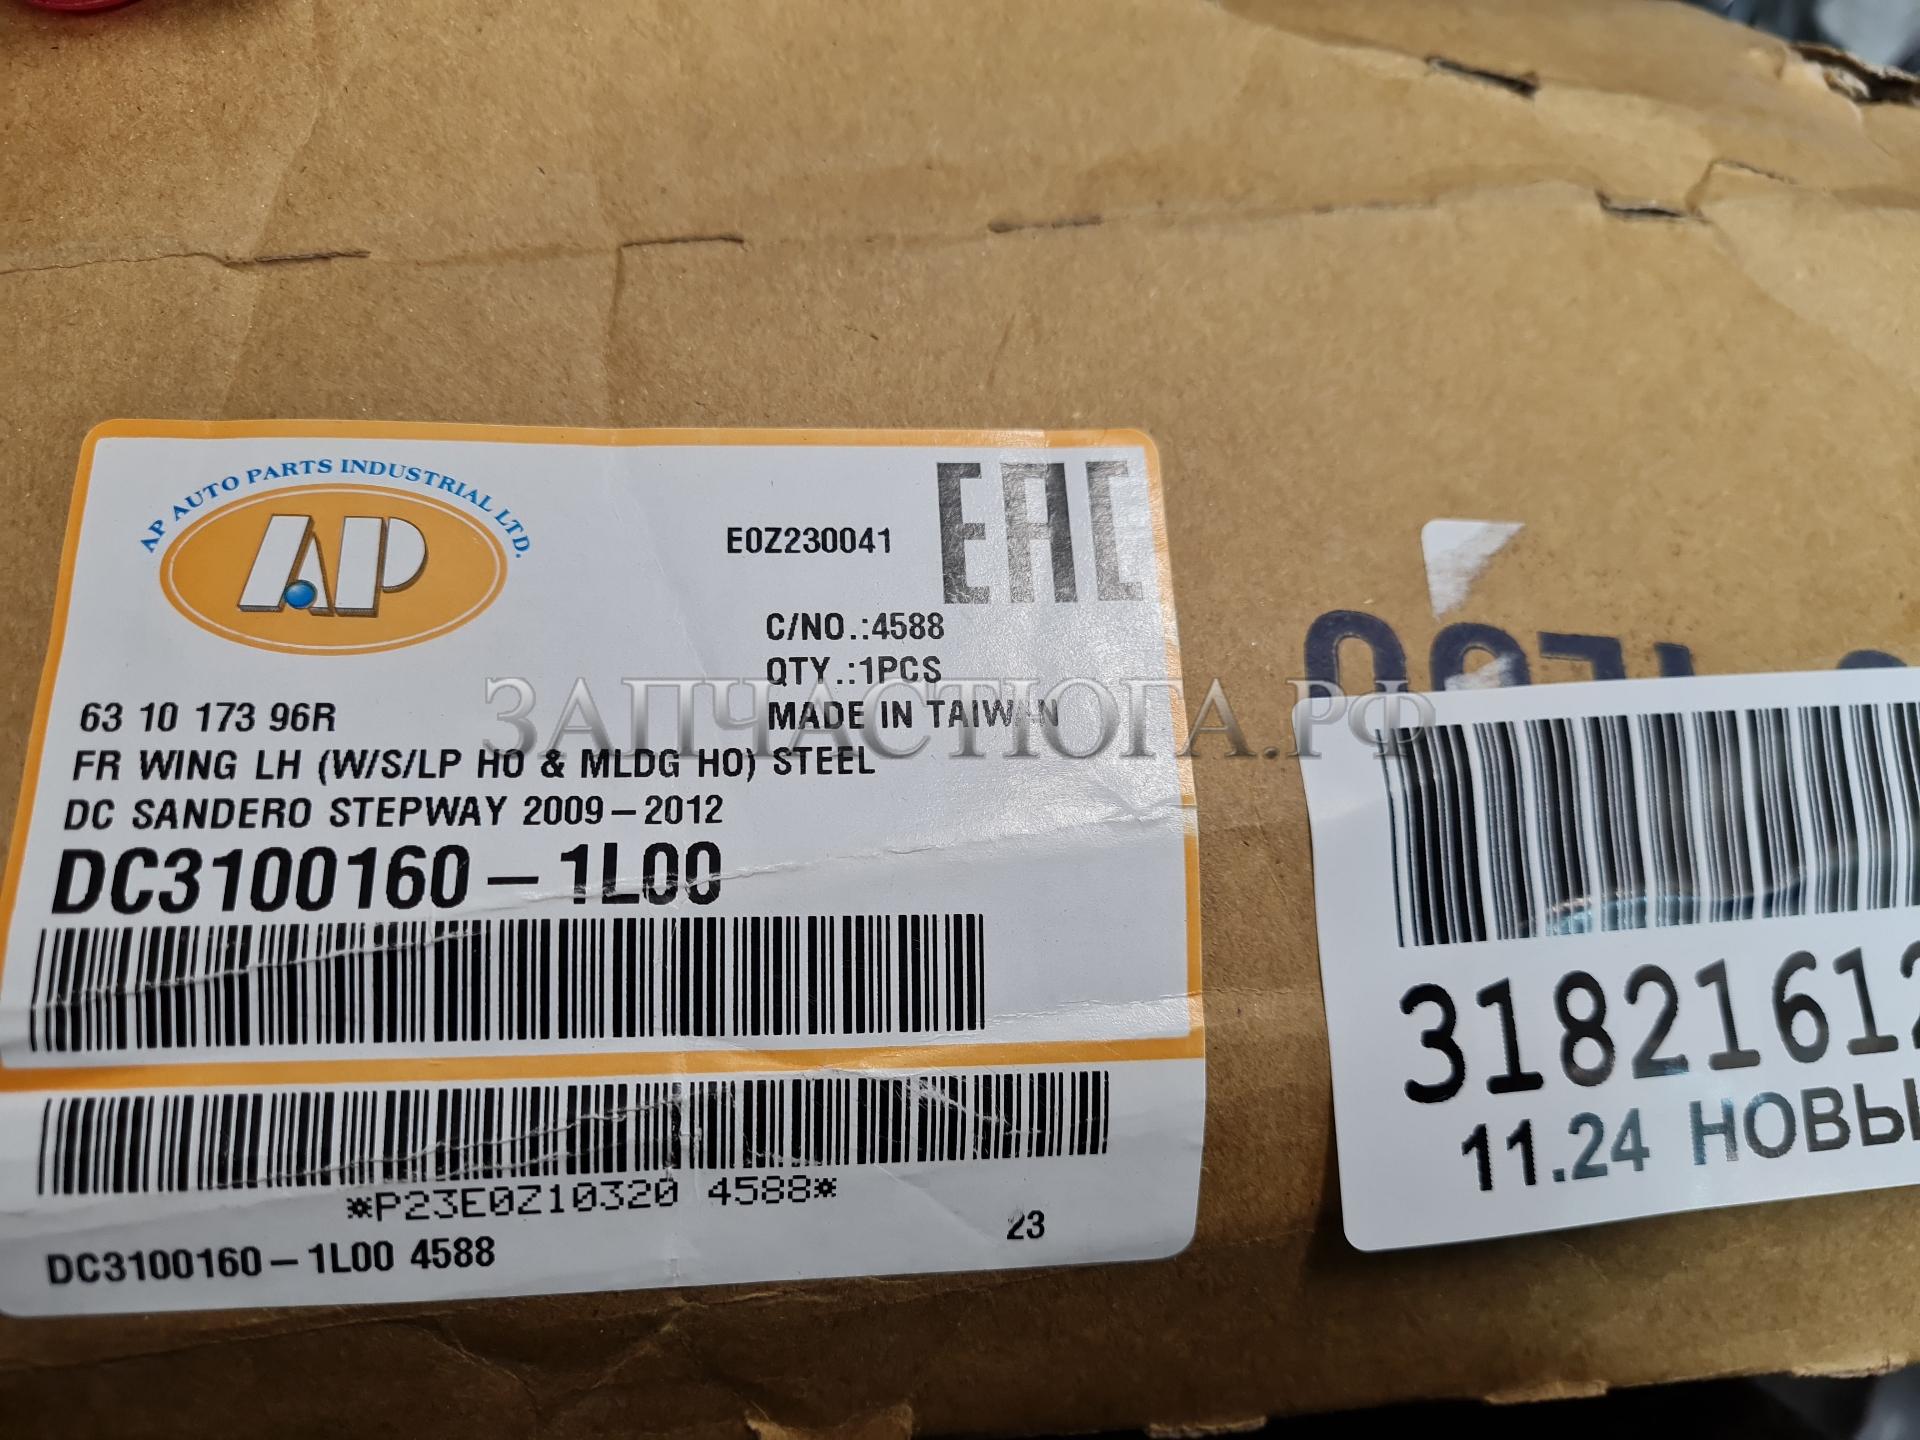 AP AUTO PARTS INDUSTRIAL LTD.
AP
E0Z230041
EAC
C/NO.:4588
QTY.:1PCS
MADE IN TAIWAN
63 10 173 96R
FR WING LH (W/S/LP HO & MLDG HO) STEEL
DC SANDERO STEPWAY 2009-2012
DC3100160-1L00
*P23E0Z10320 4588*
23
DC3100160-1L00 4588
ЗАПЧАСТЮГА.РФ
3182161
11.24 НОВЫ